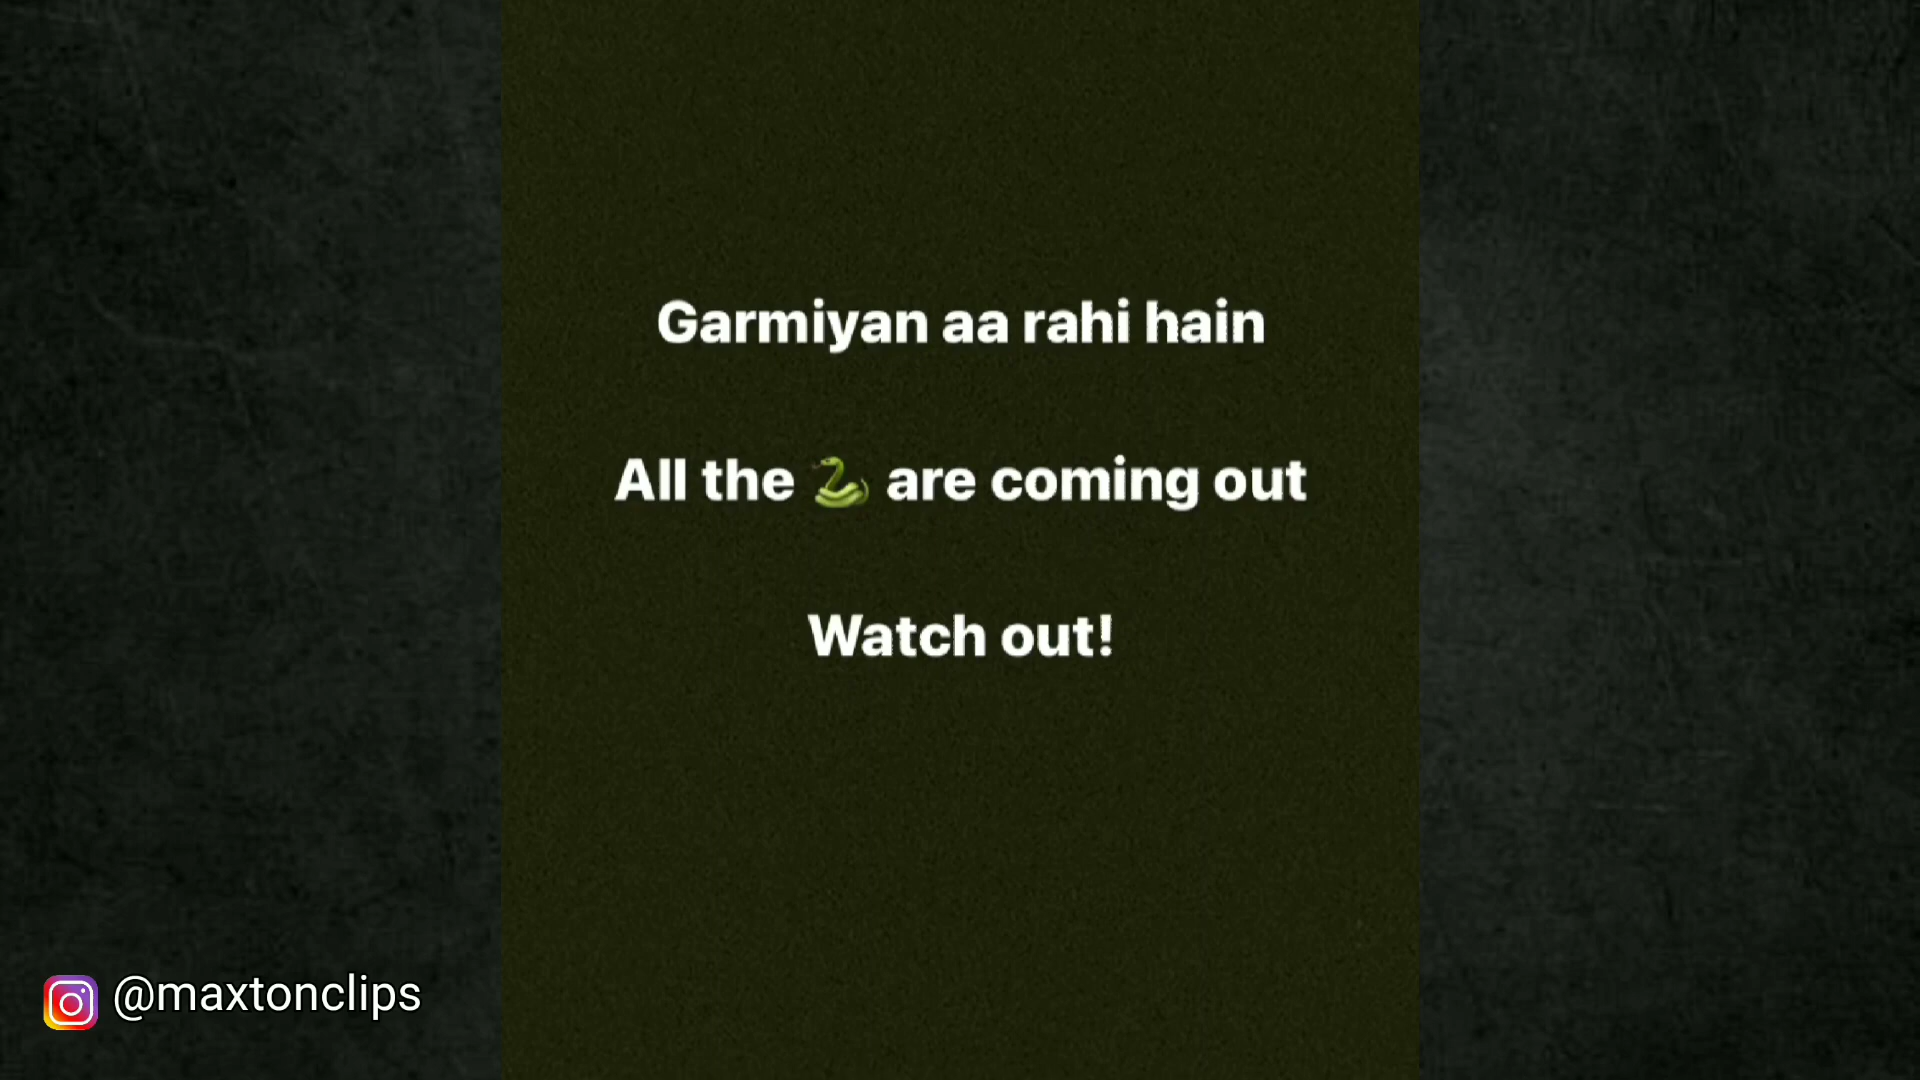 Garmiyan aa rahi hain
All the 🐍 are coming out
Watch out!
@maxtonclips